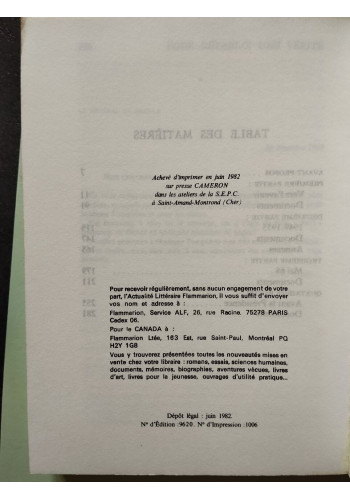 Achevé d'imprimer en juin 1982
sur presse CAMERON
dans les ateliers de la S.E.P.C.
à Saint-Amand-Montrond (Cher)
Pour recevoir régulièrement, sans aucun engagement de votre
part, l'Actualité Littéraire Flammarion, il vous suffit d'envoyer
vos nom et adresse à :
Flammarion, Service ALF, 26, rue Racine, 75278 PARIS
Cedex 06.
Pour le CANADA à :
Flammarion Ltée, 163 Est, rue Saint-Paul, Montréal PQ
H2Y 1G8
Vous y trouverez présentées toutes les nouveautés mises en
vente chez votre libraire : romans, essais, sciences humaines,
documents, mémoires, biographies, aventures vécues, livres
d'art, livres pour la jeunesse, ouvrages d'utilité pratique...
Dépôt légal : juin 1982.
N° d'Édition :9620. N° d'Impression :1006
TABLE DES MATIÈRES